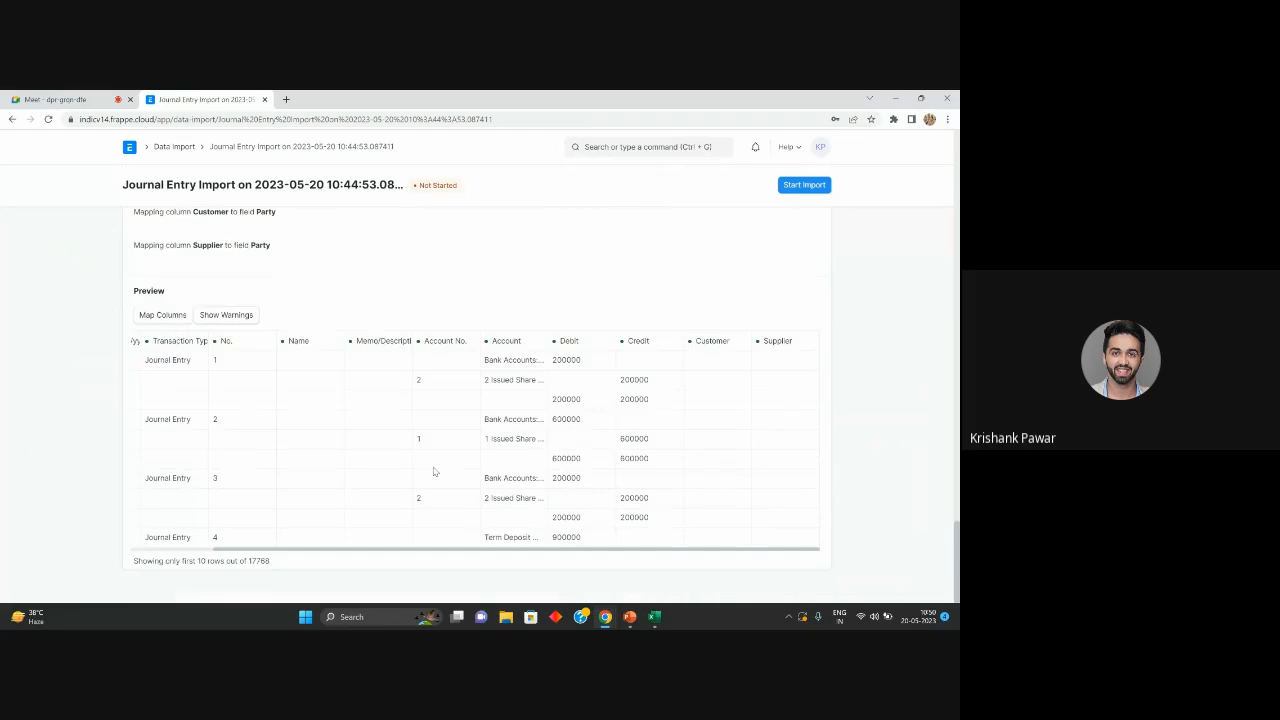 Meet - dpr-grqn-dfe
Journal Entry Import on 2023-05
indicv14.frappe.cloud/app/data-import/Journal%20Entry%20Import%20on%202023-05-20%2010%3A44%3A53.087411
E Data Import Journal Entry Import on 2023-05-20 10:44:53.087411 Search or type a command (Ctrl + G) Help KP
Journal Entry Import on 2023-05-20 10:44:53.08... Not Started Start Import
Mapping column Customer to field Party
Mapping column Supplier to field Party
Preview
Map Columns Show Warnings
Transaction Typ No. Name Memo/Descripti Account No. Account Debit Credit Customer Supplier
Journal Entry 1 Bank Accounts:... 200000
2 2 Issued Share ... 200000
200000 200000
Journal Entry 2 Bank Accounts:... 600000
1 1 Issued Share ... 600000
600000 600000
Journal Entry 3 Bank Accounts:... 200000
2 2 Issued Share ... 200000
200000 200000
Journal Entry 4 Term Deposit ... 900000
Showing only first 10 rows out of 17768
38°C
Haze
Search
ENG
IN
10:50
20-05-2023
4
Krishank Pawar